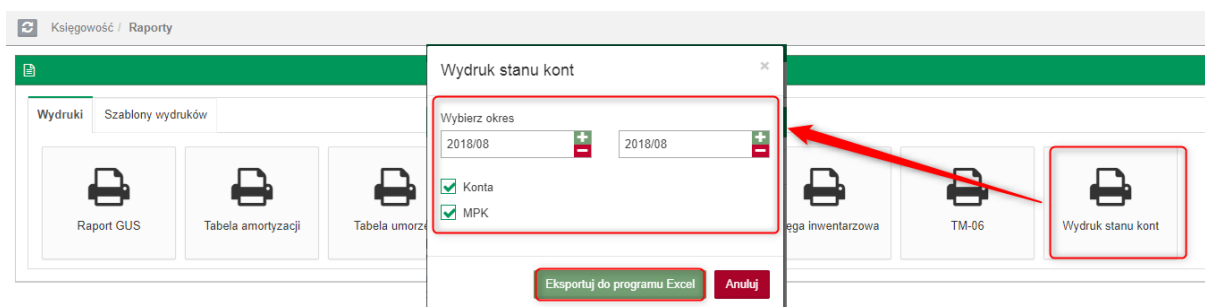 Księgowość / Raporty
Wydruk stanu kont
×
Wydruki Szablony wydruków
Wybierz okres
2018/08 2018/08
Konta
MPK
Raport GUS
Tabela amortyzacji
Tabela umorze
ęga inwentarzowa
TM-06
Wydruk stanu kont
Eksportuj do programu Excel
Anuluj